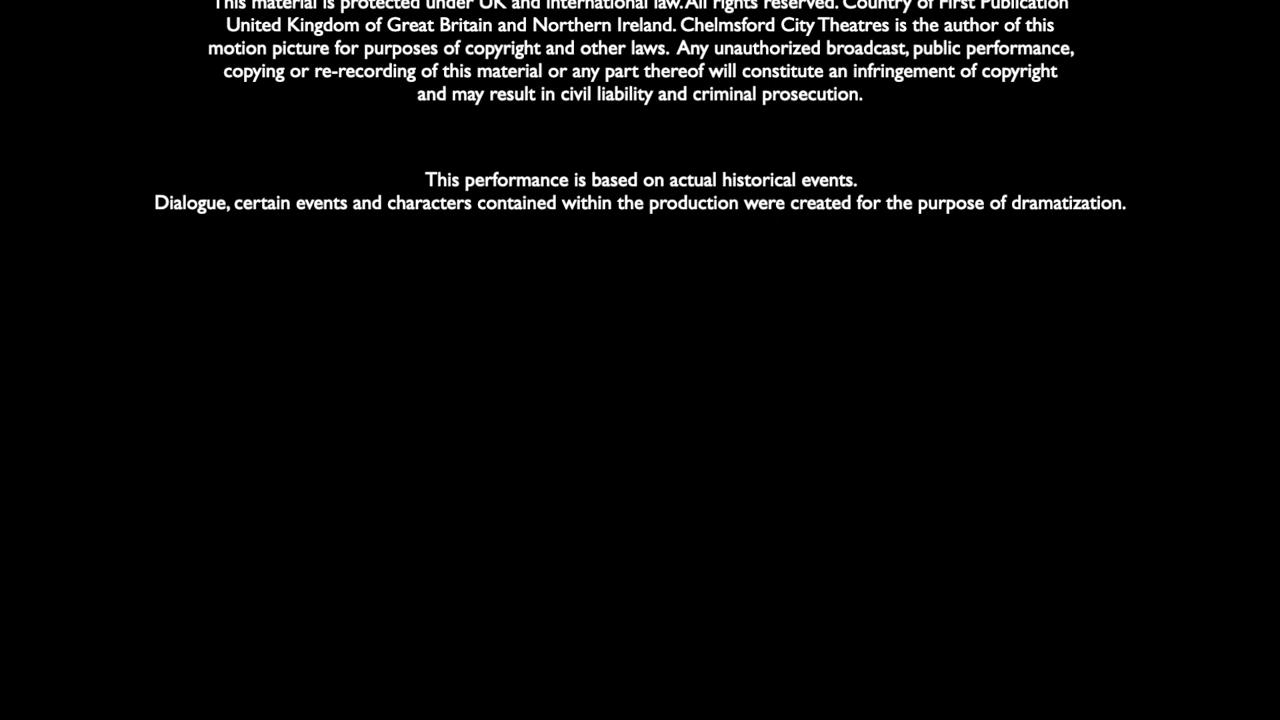 This material is protected under UK and international law. All rights reserved. Country of First Publication
United Kingdom of Great Britain and Northern Ireland. Chelmsford City Theatres is the author of this
motion picture for purposes of copyright and other laws. Any unauthorized broadcast, public performance,
copying or re-recording of this material or any part thereof will constitute an infringement of copyright
and may result in civil liability and criminal prosecution.
This performance is based on actual historical events.
Dialogue, certain events and characters contained within the production were created for the purpose of dramatization.